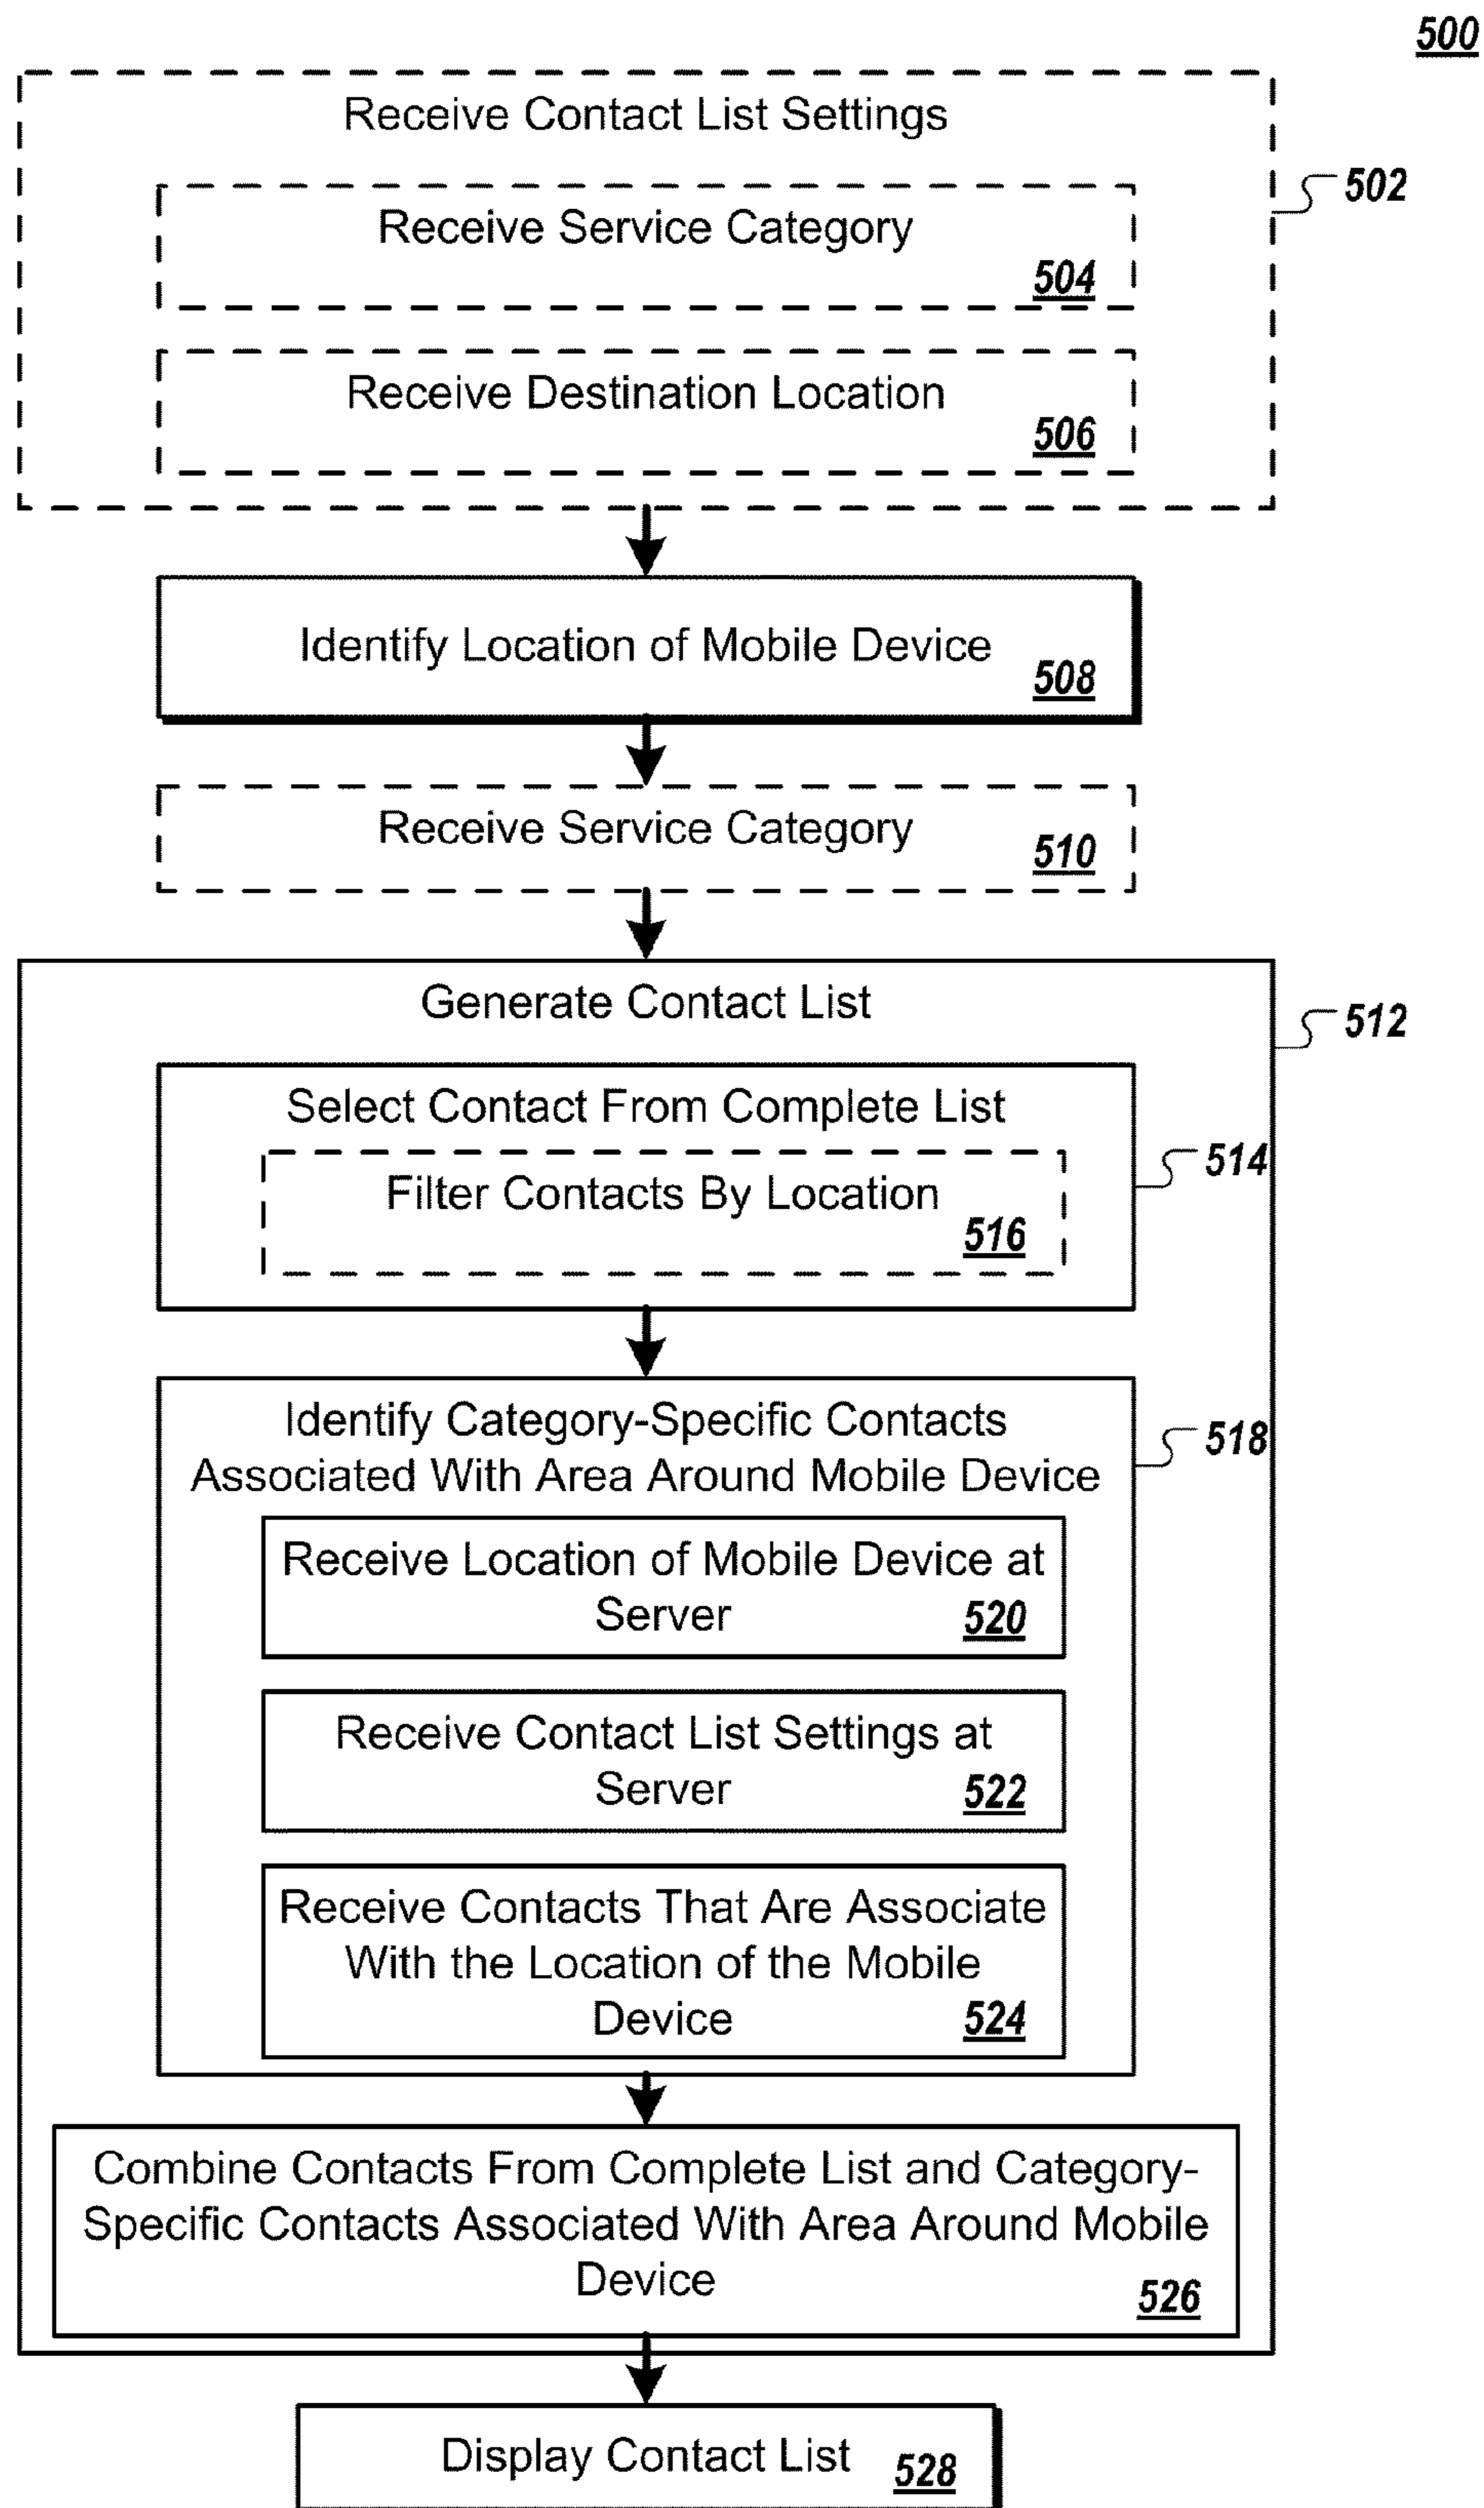 500
Receive Contact List Settings
502
Receive Service Category
504
Receive Destination Location
506
Identify Location of Mobile Device
508
Receive Service Category
510
Generate Contact List
512
Select Contact From Complete List
514
Filter Contacts By Location
516
Identify Category-Specific Contacts
Associated With Area Around Mobile Device
518
Receive Location of Mobile Device at
Server
520
Receive Contact List Settings at
Server
522
Receive Contacts That Are Associate
With the Location of the Mobile
Device
524
Combine Contacts From Complete List and Category-
Specific Contacts Associated With Area Around Mobile
Device
526
Display Contact List
528